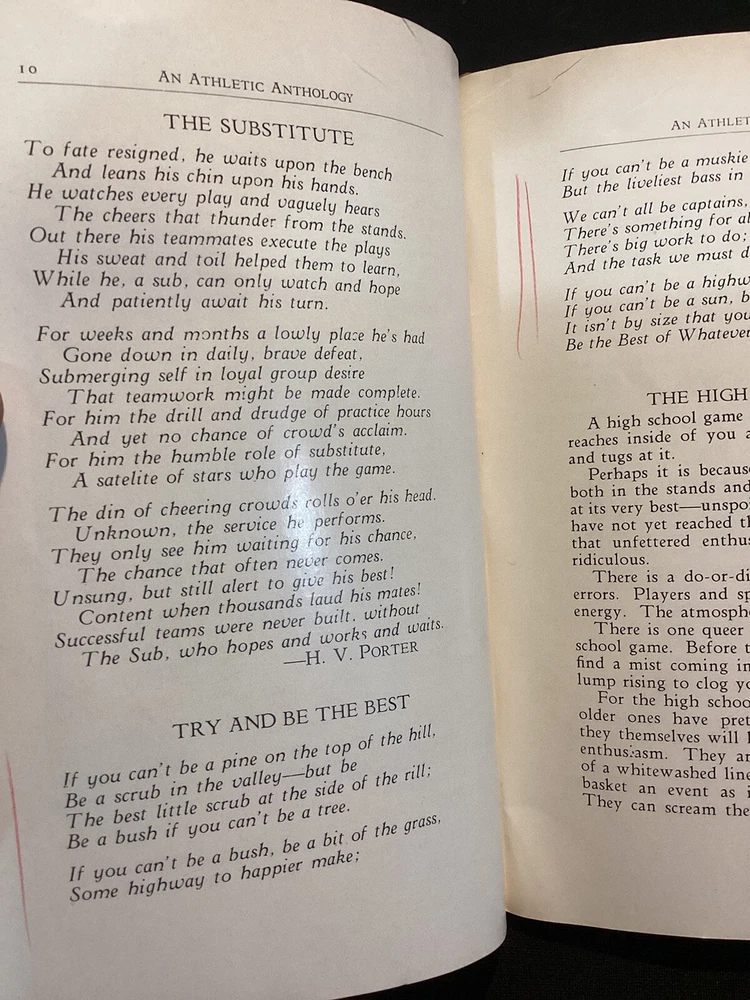 10
AN ATHLETIC ANTHOLOGY
THE SUBSTITUTE
To fate resigned, he waits upon the bench
And leans his chin upon his hands.
He watches every play and vaguely hears
The cheers that thunder from the stands.
Out there his teammates execute the plays
His sweat and toil helped them to learn,
While he, a sub, can only watch and hope
And patiently await his turn.
For weeks and months a lowly place he's had
Gone down in daily, brave defeat,
Submerging self in loyal group desire
That teamwork might be made complete.
For him the drill and drudge of practice hours
And yet no chance of crowd's acclaim.
For him the humble role of substitute,
A satelite of stars who play the game.
The din of cheering crowds rolls o'er his head.
Unknown, the service he performs.
They only see him waiting for his chance,
The chance that often never comes.
Unsung, but still alert to give his best!
Content when thousands laud his mates!
Successful teams were never built, without
The Sub, who hopes and works and waits.
—H. V. PORTER
TRY AND BE THE BEST
If you can't be a pine on the top of the hill,
Be a scrub in the valley—but be
The best little scrub at the side of the rill;
Be a bush if you can't be a tree.
If you can't be a bush, be a bit of the grass,
Some highway to happier make;
AN
If you can't be a muskie
But the liveliest bass in
We can't all be captains,
There's something for
There's big work to do;
And the task we must
If you can't be a
If you can't be a sun,
It isn't by size that you
Be the Best of Whatever
THE HIGH
A high school game
reaches inside of you
and tugs at it.
Perhaps it is
both in the stands and
at its very best—
have not yet reached
that unfettered
ridiculous.
There is a
errors. Players and
energy. The
There is one queer
school game. Before
find a mist coming in
lump rising to clog
For the high
older ones have
they themselves will
enthusiasm. They
of a whitewashed line
basket an event as
They can scream